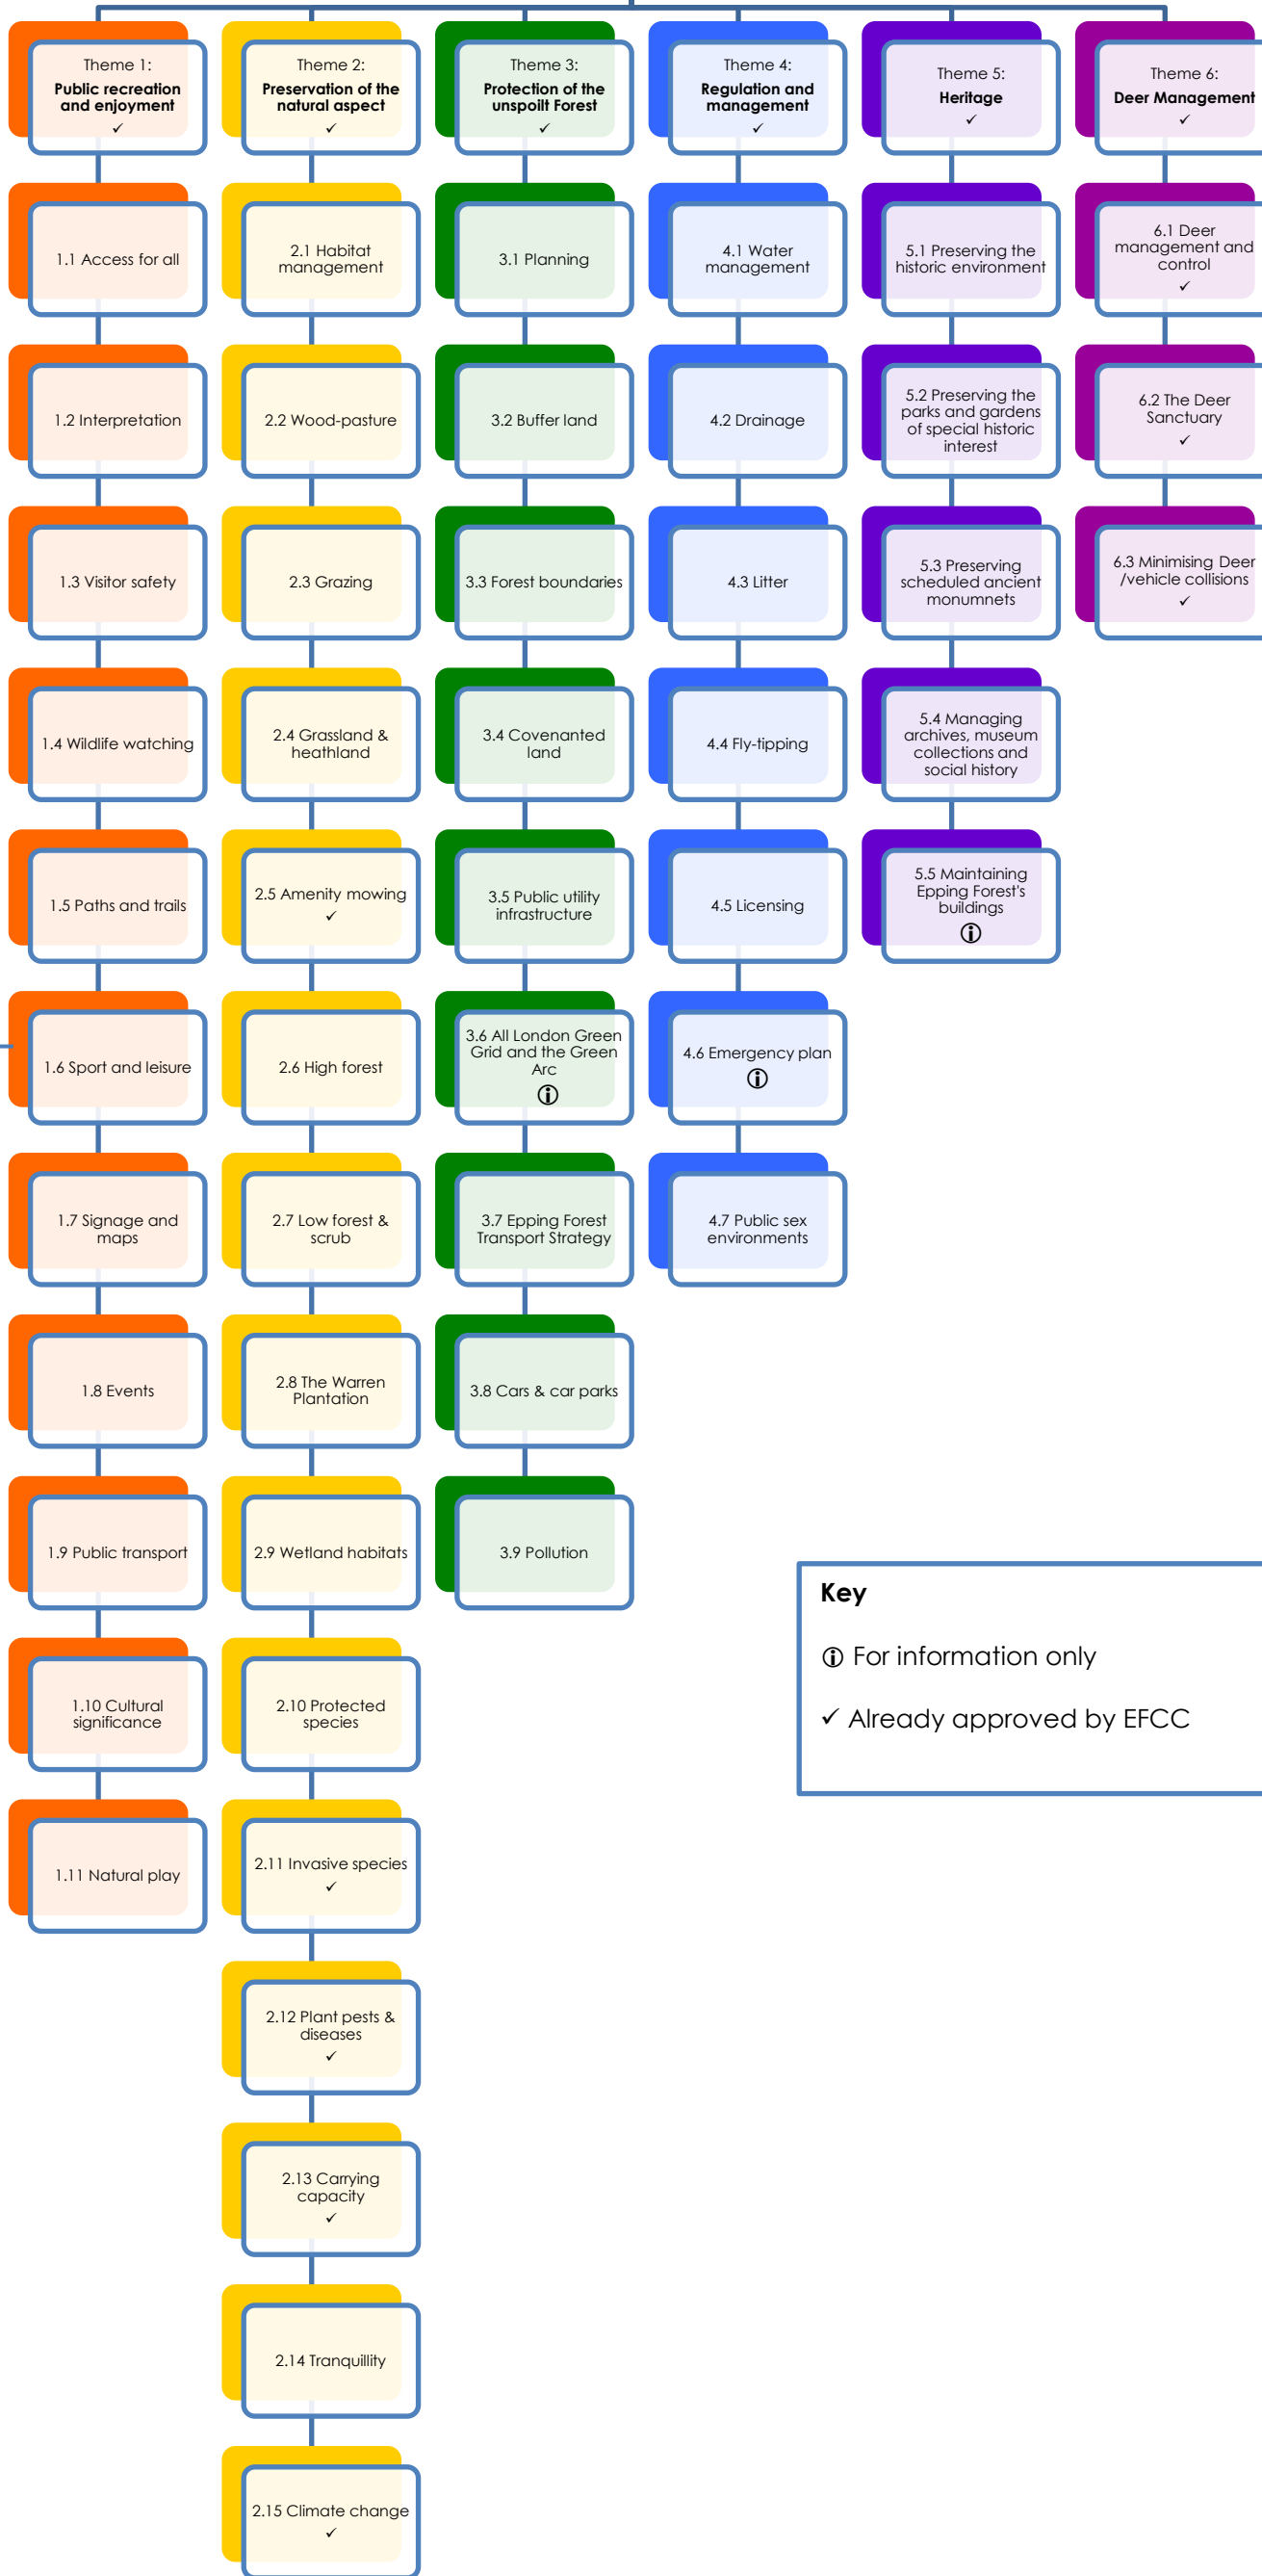 Theme 1:
Public recreation
and enjoyment
✓
1.1 Access for all
1.2 Interpretation
1.3 Visitor safety
1.4 Wildlife watching
1.5 Paths and trails
1.6 Sport and leisure
1.7 Signage and
maps
1.8 Events
1.9 Public transport
1.10 Cultural
significance
1.11 Natural play
Theme 2:
Preservation of the
natural aspect
✓
2.1 Habitat
management
2.2 Wood-pasture
2.3 Grazing
2.4 Grassland &
heathland
2.5 Amenity mowing
✓
2.6 High forest
2.7 Low forest &
scrub
2.8 The Warren
Plantation
2.9 Wetland habitats
2.10 Protected
species
2.11 Invasive species
✓
2.12 Plant pests &
diseases
✓
2.13 Carrying
capacity
✓
2.14 Tranquillity
2.15 Climate change
✓
Theme 3:
Protection of the
unspoilt Forest
✓
3.1 Planning
3.2 Buffer land
3.3 Forest boundaries
3.4 Covenanted
land
3.5 Public utility
infrastructure
3.6 All London Green
Grid and the Green
Arc
ⓘ
3.7 Epping Forest
Transport Strategy
3.8 Cars & car parks
3.9 Pollution
Theme 4:
Regulation and
management
✓
4.1 Water
management
4.2 Drainage
4.3 Litter
4.4 Fly-tipping
4.5 Licensing
4.6 Emergency plan
ⓘ
4.7 Public sex
environments
Theme 5:
Heritage
✓
5.1 Preserving the
historic environment
5.2 Preserving the
parks and gardens
of special historic
interest
5.3 Preserving
scheduled ancient
monumnets
5.4 Managing
archives, museum
collections and
social history
5.5 Maintaining
Epping Forest's
buildings
ⓘ
Theme 6:
Deer Management
✓
6.1 Deer
management and
control
✓
6.2 The Deer
Sanctuary
✓
6.3 Minimising Deer
/vehicle collisions
✓
Key
ⓘ For information only
✓ Already approved by EFCC